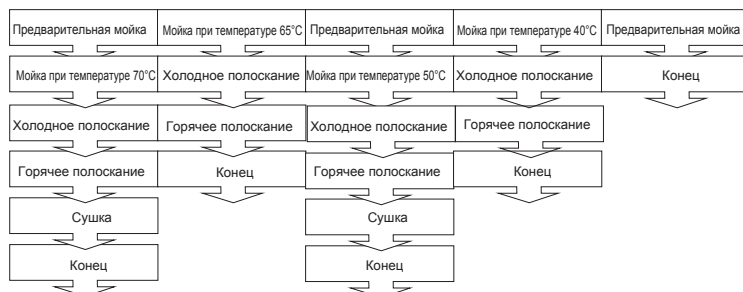 Предварительная мойка Мойка при температуре 65°C Предварительная мойка Мойка при температуре 40°C Предварительная мойка
Мойка при температуре 70°C Холодное полоскание Мойка при температуре 50°C Холодное полоскание Конец
Холодное полоскание Горячее полоскание Холодное полоскание Горячее полоскание
Горячее полоскание Конец Горячее полоскание Конец
Сушка Сушка
Конец Конец